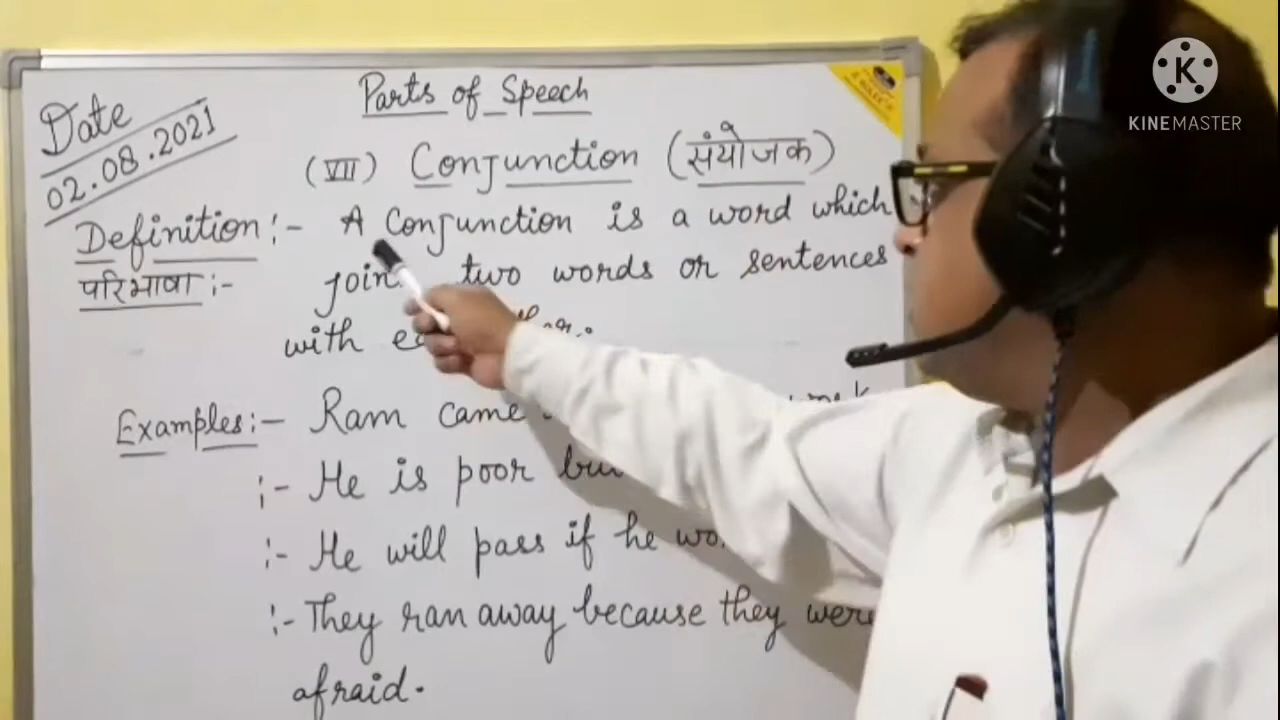 Parts of Speech
Date
02.08.2021
(VII) Conjunction (संयोजक)
Definition :- A Conjunction is a word which
परिभाषा :- join two words or sentences
with
Examples :- Ram came
:- He is poor but
:- He will pass if he
:- They ran away because they were
afraid.
KINEMASTER